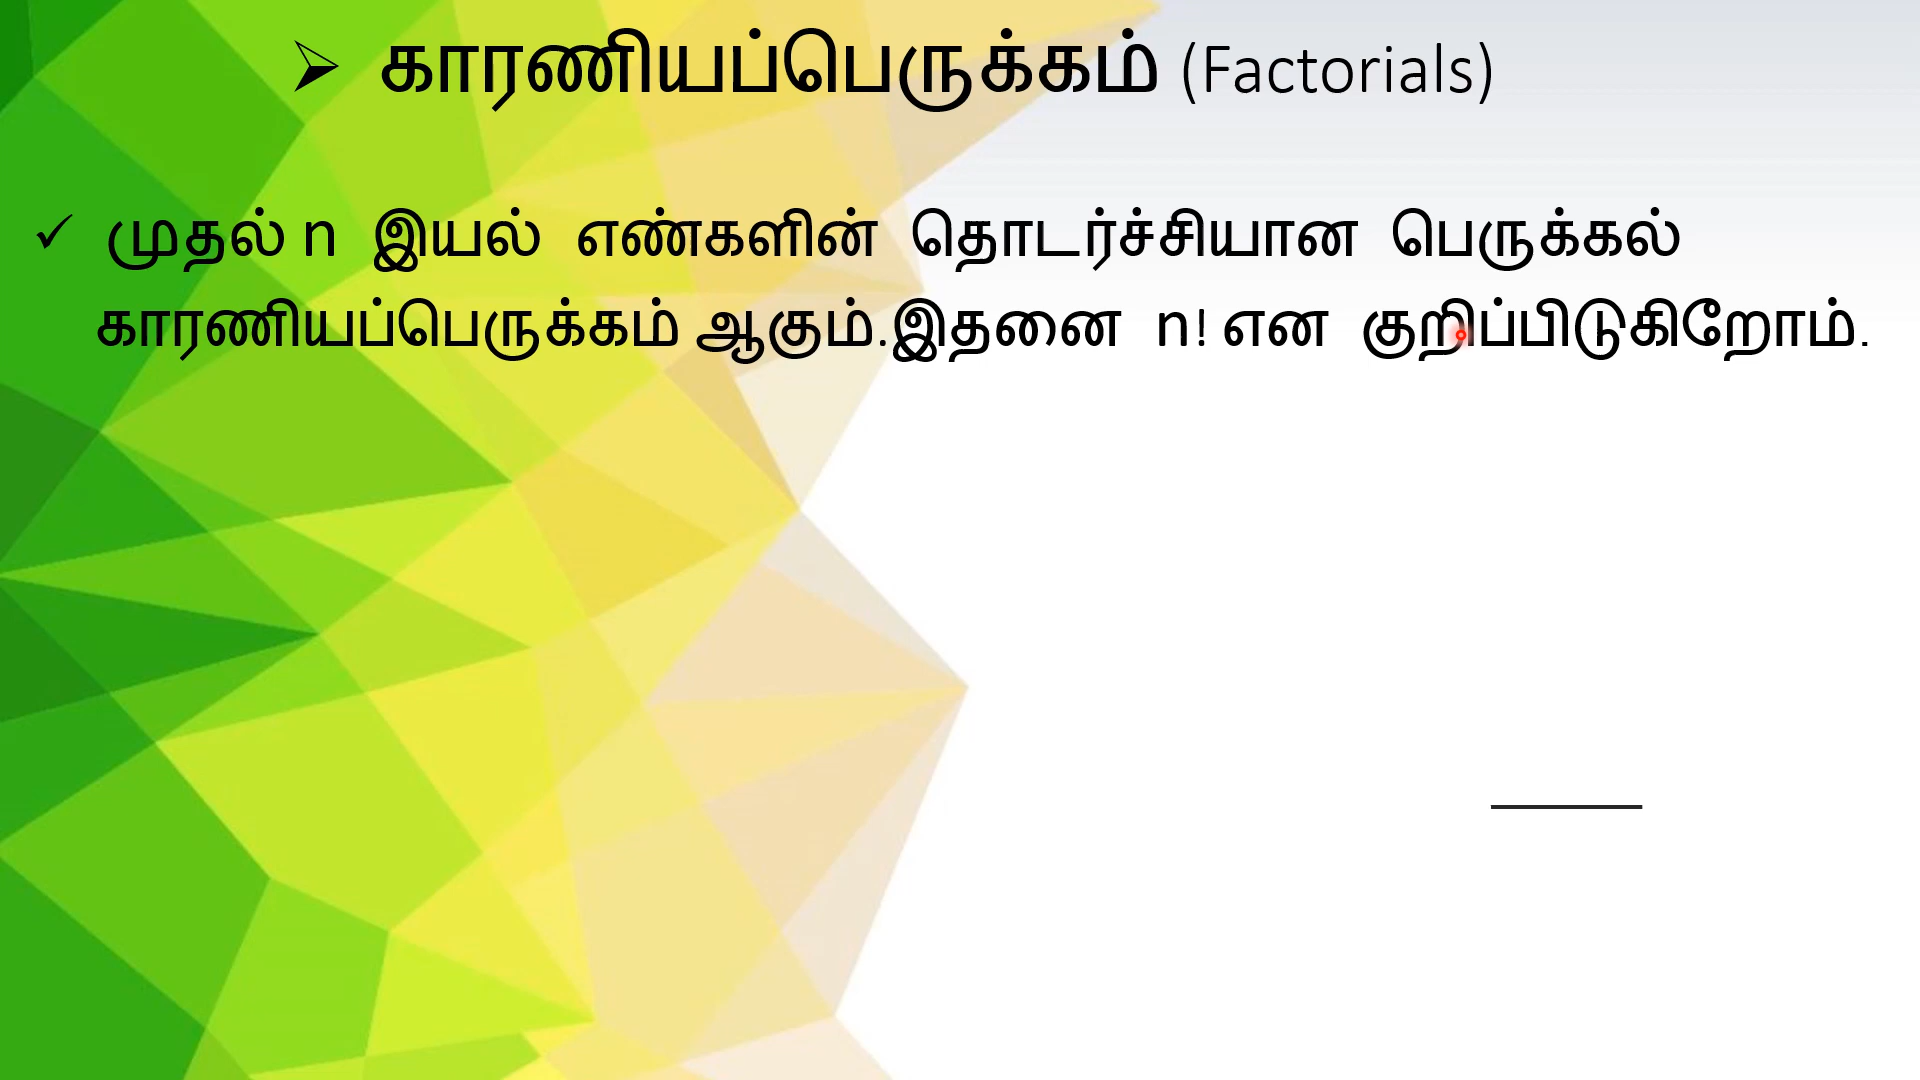 ➢ காரணியப்பெருக்கம் (Factorials)
✓ முதல் n இயல் எண்களின் தொடர்ச்சியான பெருக்கல்
காரணியப்பெருக்கம் ஆகும்.இதனை n! என குறிப்பிடுகிறோம்.